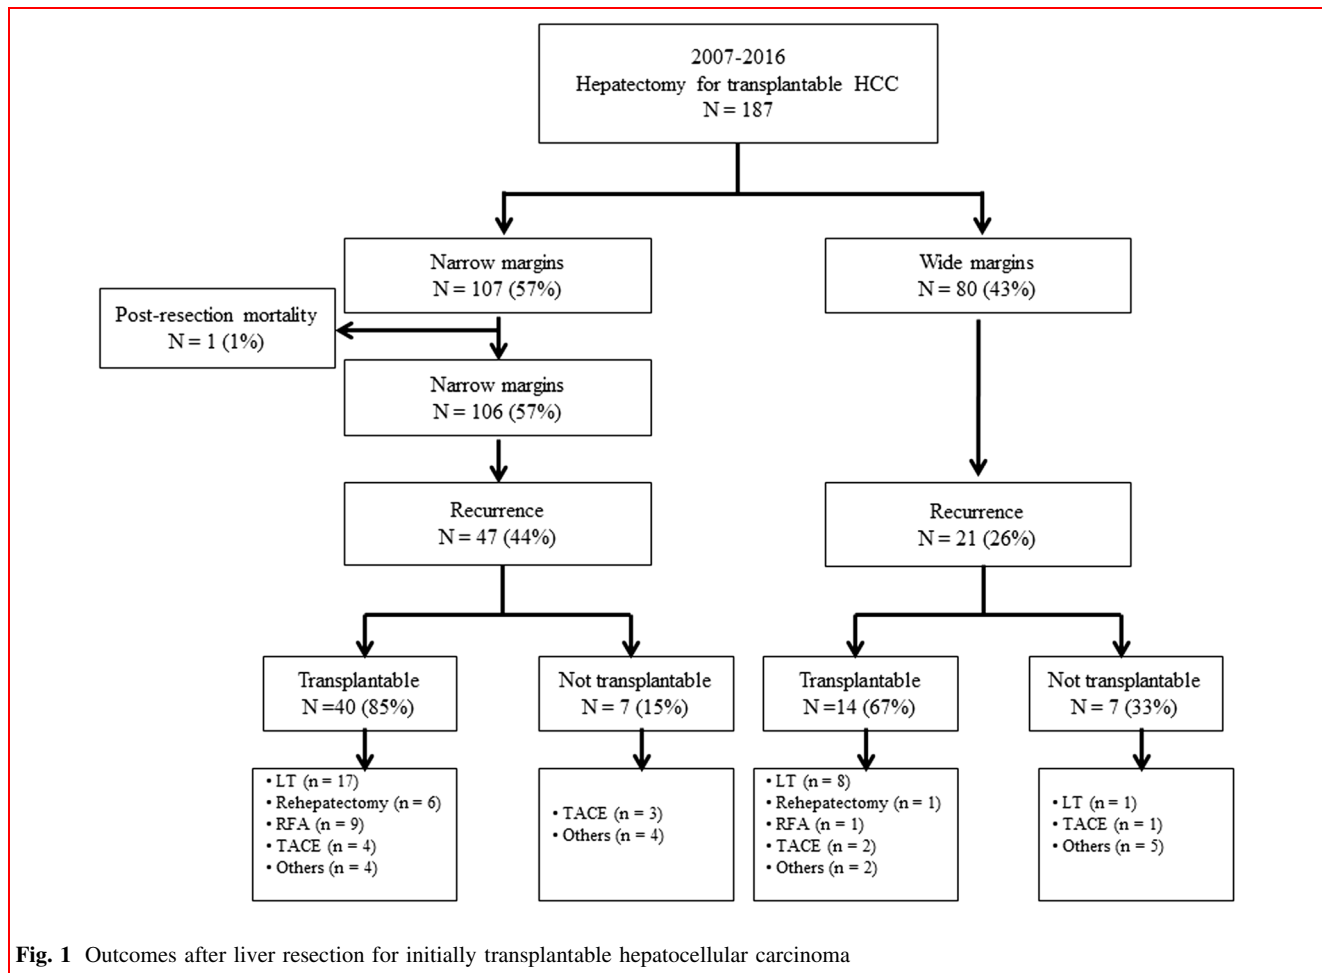 2007-2016
Hepatectomy for transplantable HCC
N = 187
Narrow margins
N = 107 (57%)
Wide margins
N = 80 (43%)
Post-resection mortality
N = 1 (1%)
Narrow margins
N = 106 (57%)
Recurrence
N = 47 (44%)
Recurrence
N = 21 (26%)
Transplantable
N =40 (85%)
Not transplantable
N = 7 (15%)
Transplantable
N =14 (67%)
Not transplantable
N = 7 (33%)
• LT (n = 17)
• Rehepatectomy (n = 6)
• RFA (n = 9)
• TACE (n = 4)
• Others (n = 4)
• TACE (n = 3)
• Others (n = 4)
• LT (n = 8)
• Rehepatectomy (n = 1)
• RFA (n = 1)
• TACE (n = 2)
• Others (n = 2)
• LT (n = 1)
• TACE (n = 1)
• Others (n = 5)
Fig. 1 Outcomes after liver resection for initially transplantable hepatocellular carcinoma